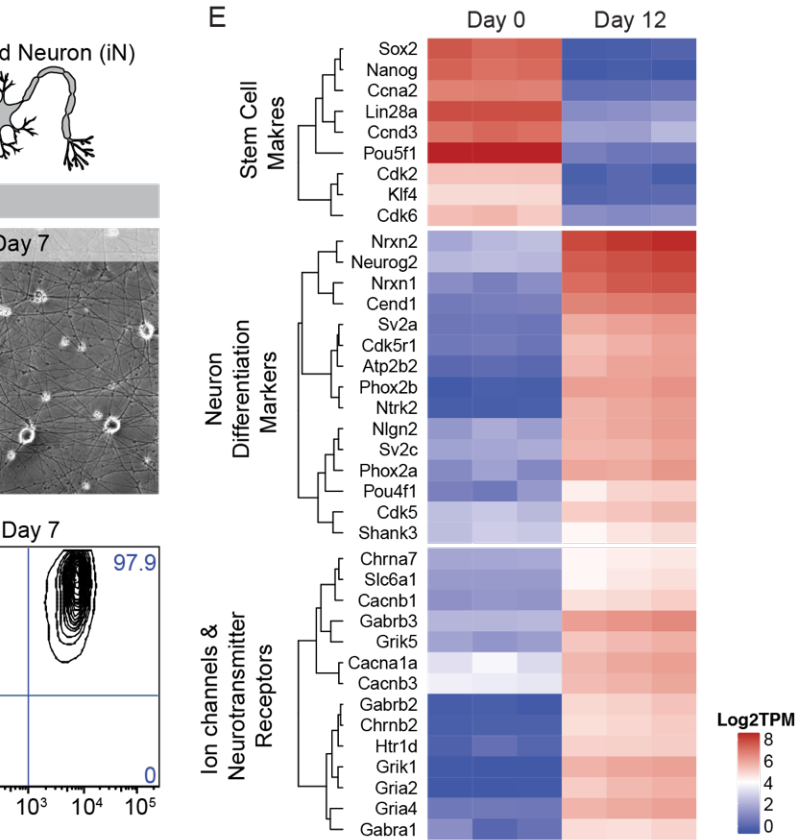 E
Day 0
Day 12
d Neuron (iN)
Stem Cell
Makres
Sox2
Nanog
Ccna2
Lin28a
Ccnd3
Pou5f1
Cdk2
Klf4
Cdk6
Day 7
Neuron
Differentiation
Markers
Nrxn2
Neurog2
Nrxn1
Cend1
Sv2a
Cdk5r1
Atp2b2
Phox2b
Ntrk2
Nlgn2
Sv2c
Phox2a
Pou4f1
Cdk5
Shank3
Day 7
97.9
0
10³ 10⁴ 10⁵
Ion channels &
Neurotransmitter
Receptors
Chrna7
Slc6a1
Cacnb1
Gabrb3
Grik5
Cacna1a
Cacnb3
Gabrb2
Chrnb2
Htr1d
Grik1
Gria2
Gria4
Gabra1
Log2TPM
8
6
4
2
0